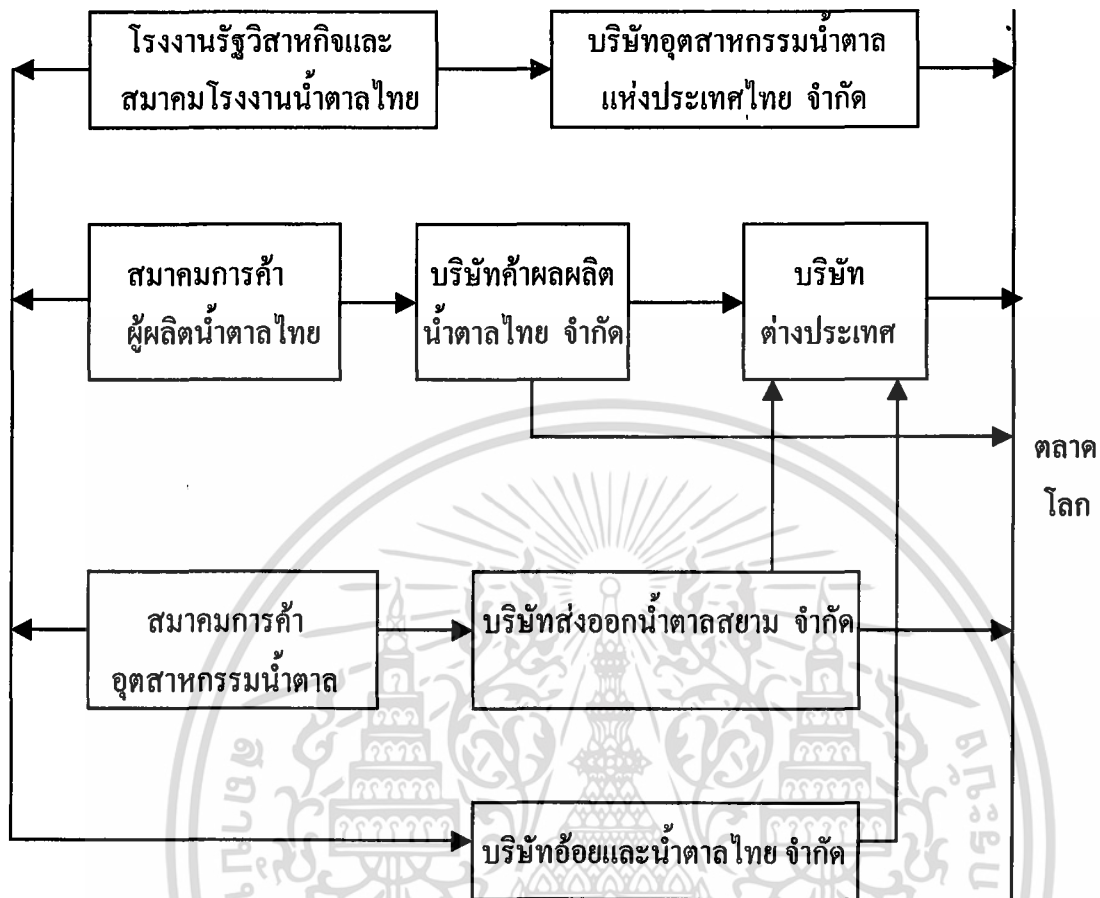 โรงงานรัฐวิสาหกิจและ
สมาคมโรงงานน้ำตาลไทย
บริษัทอุตสาหกรรมน้ำตาล
แห่งประเทศไทย จำกัด
สมาคมการค้า
ผู้ผลิตน้ำตาลไทย
บริษัทค้าผลผลิต
น้ำตาลไทย จำกัด
บริษัท
ต่างประเทศ
ตลาด
โลก
สมาคมการค้า
อุตสาหกรรมน้ำตาล
บริษัทส่งออกน้ำตาลสยาม จำกัด
บริษัทอ้อยและน้ำตาลไทย จำกัด